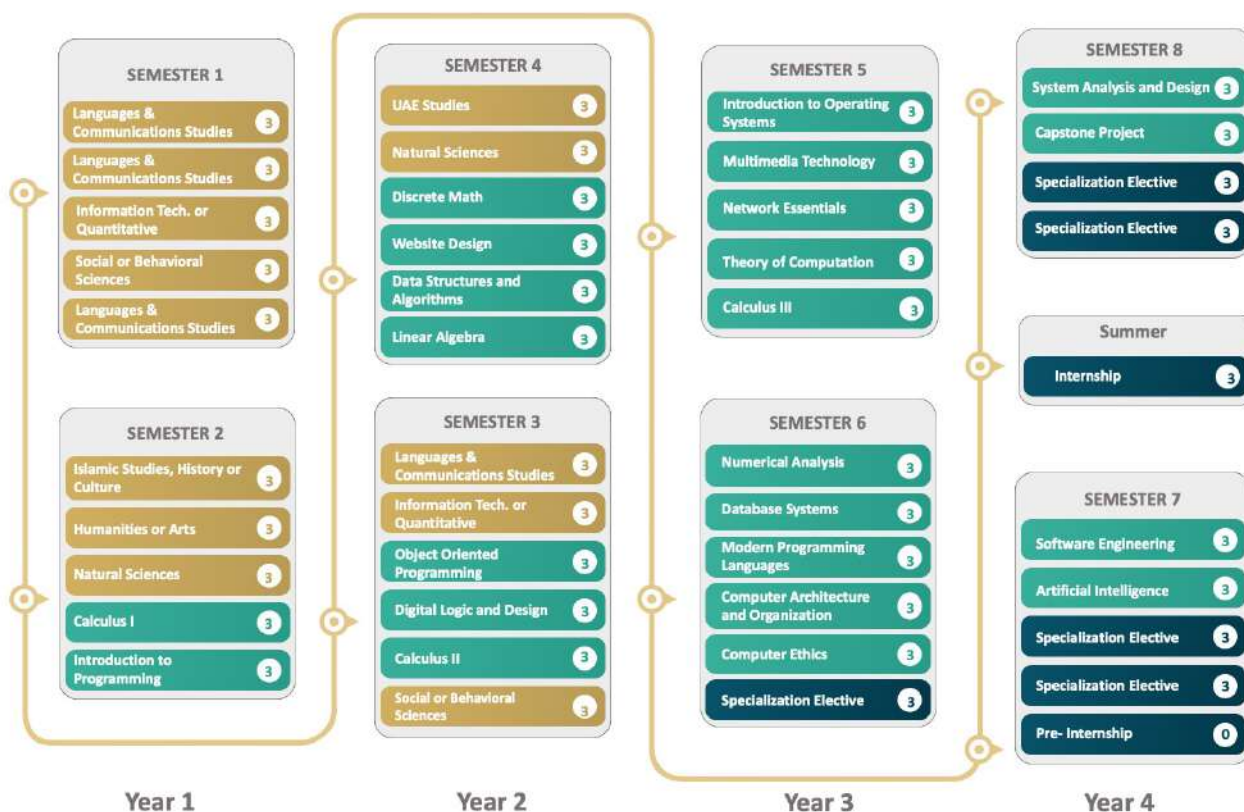 SEMESTER 1
Languages &
Communications Studies
3
Languages &
Communications Studies
3
Information Tech. or
Quantitative
3
Social or Behavioral
Sciences
3
Languages &
Communications Studies
3
SEMESTER 2
Islamic Studies, History or
Culture
3
Humanities or Arts
3
Natural Sciences
3
Calculus I
3
Introduction to
Programming
3
Year 1
SEMESTER 4
UAE Studies
3
Natural Sciences
3
Discrete Math
3
Website Design
3
Data Structures and
Algorithms
3
Linear Algebra
3
SEMESTER 3
Languages &
Communications Studies
3
Information Tech. or
Quantitative
3
Object Oriented
Programming
3
Digital Logic and Design
3
Calculus II
3
Social or Behavioral
Sciences
3
Year 2
SEMESTER 5
Introduction to Operating
Systems
3
Multimedia Technology
3
Network Essentials
3
Theory of Computation
3
Calculus III
3
SEMESTER 6
Numerical Analysis
3
Database Systems
3
Modern Programming
Languages
3
Computer Architecture
and Organization
3
Computer Ethics
3
Specialization Elective
3
Year 3
SEMESTER 8
System Analysis and Design
3
Capstone Project
3
Specialization Elective
3
Specialization Elective
3
Summer
Internship
3
SEMESTER 7
Software Engineering
3
Artificial Intelligence
3
Specialization Elective
3
Specialization Elective
3
Pre- Internship
0
Year 4